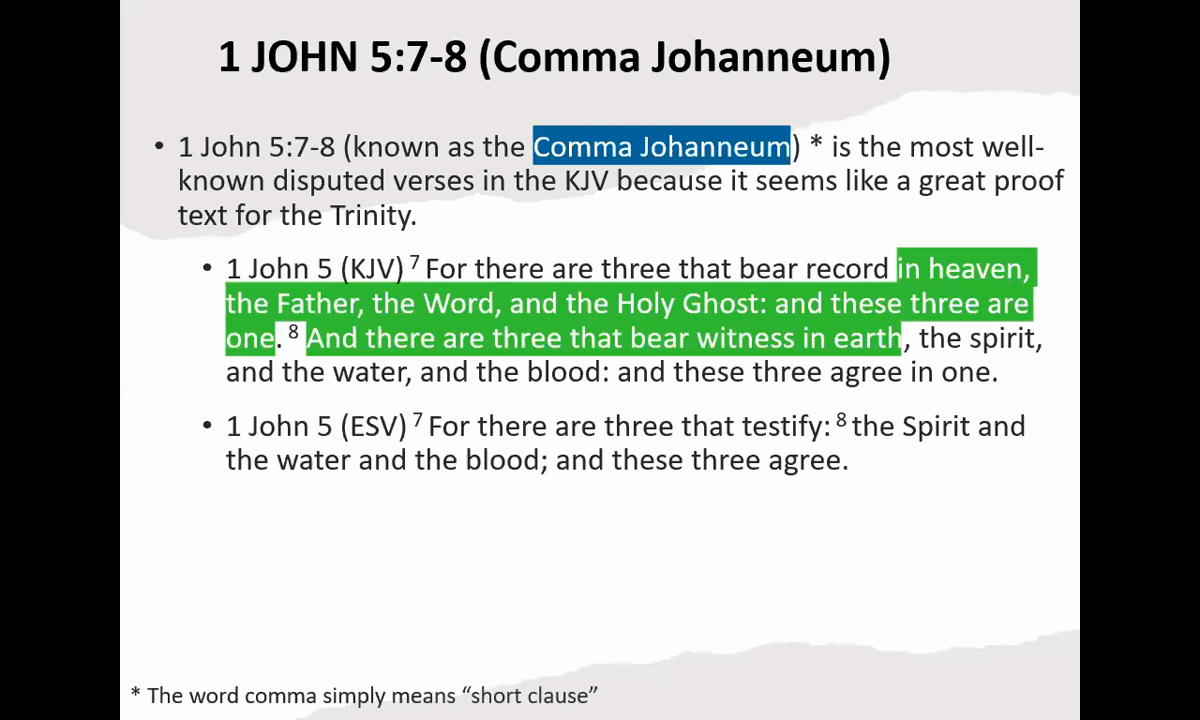 1 JOHN 5:7-8 (Comma Johanneum)
• 1 John 5:7-8 (known as the Comma Johanneum) * is the most well-
known disputed verses in the KJV because it seems like a great proof
text for the Trinity.
• 1 John 5 (KJV) 7 For there are three that bear record in heaven,
the Father, the Word, and the Holy Ghost: and these three are
one. 8 And there are three that bear witness in earth, the spirit,
and the water, and the blood: and these three agree in one.
• 1 John 5 (ESV) 7 For there are three that testify: 8 the Spirit and
the water and the blood; and these three agree.
* The word comma simply means “short clause”